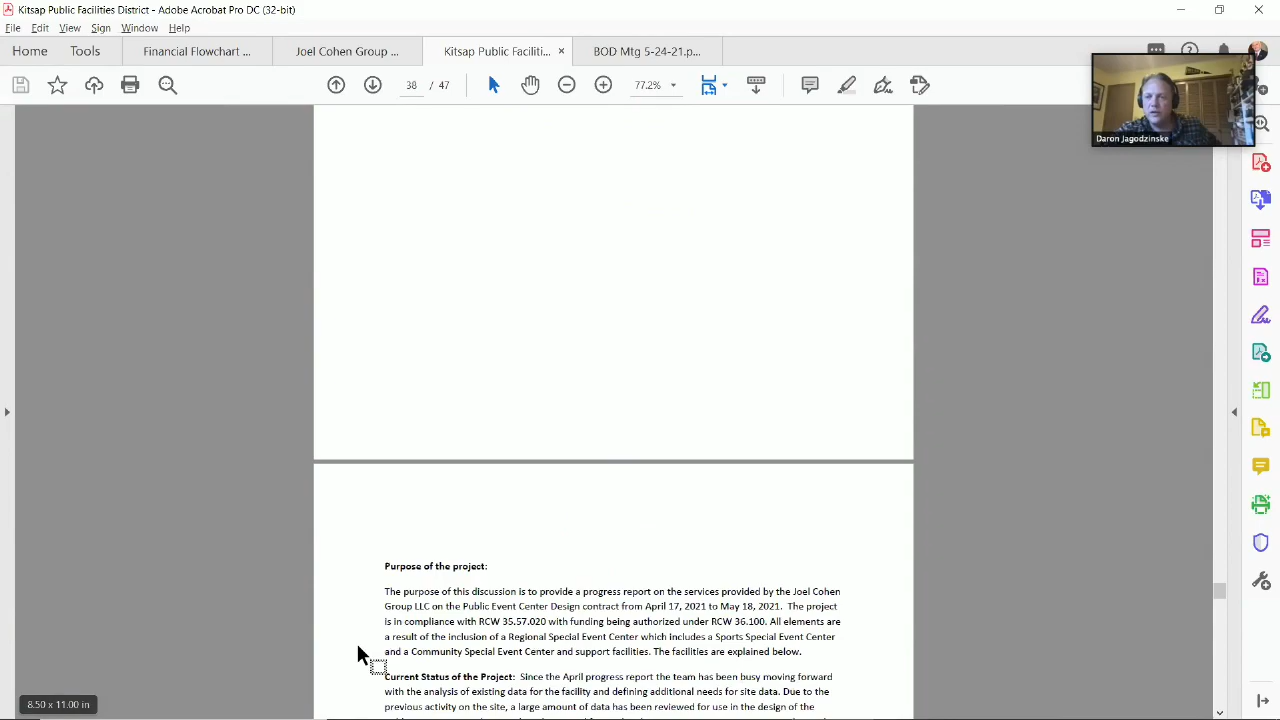 Kitsap Public Facilities District - Adobe Acrobat Pro DC (32-bit)
File Edit View Sign Window Help
Home Tools Financial Flowchart ... Joel Cohen Group ... Kitsap Public Faciliti... × BOD Mtg 5-24-21.p...
38 / 47 77.2%
Daron Jagodzinske
Purpose of the project:
The purpose of this discussion is to provide a progress report on the services provided by the Joel Cohen
Group LLC on the Public Event Center Design contract from April 17, 2021 to May 18, 2021. The project
is in compliance with RCW 35.57.020 with funding being authorized under RCW 36.100. All elements are
a result of the inclusion of a Regional Special Event Center which includes a Sports Special Event Center
and a Community Special Event Center and support facilities. The facilities are explained below.
Current Status of the Project: Since the April progress report the team has been busy moving forward
with the analysis of existing data for the facility and defining additional needs for site data. Due to the
previous activity on the site, a large amount of data has been reviewed for use in the design of the
8.50 x 11.00 in